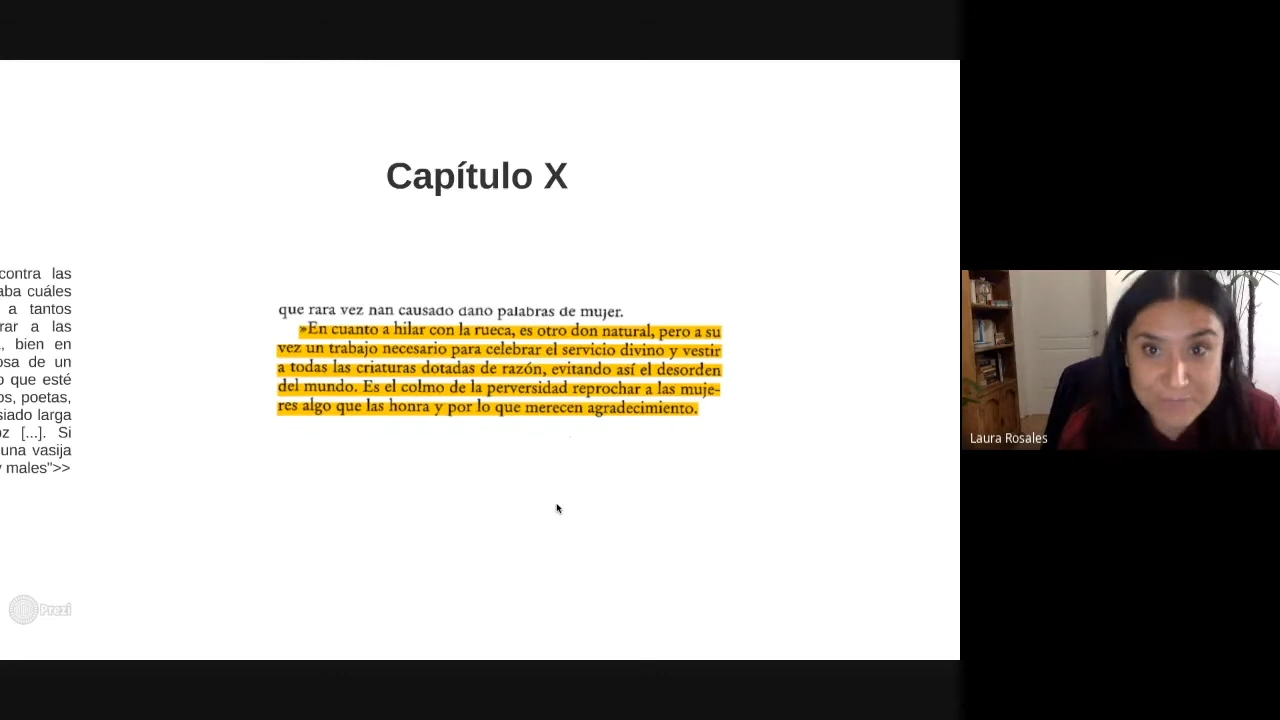 Capítulo X
contra las
aba cuáles
a tantos
rar a las
, bien en
osa de un
o que esté
os, poetas,
siado larga
oz [...]. Si
una vasija
y males">>
que rara vez han causado daño palabras de mujer.
»En cuanto a hilar con la rueca, es otro don natural, pero a su
vez un trabajo necesario para celebrar el servicio divino y vestir
a todas las criaturas dotadas de razón, evitando así el desorden
del mundo. Es el colmo de la perversidad reprochar a las muje-
res algo que las honra y por lo que merecen agradecimiento.
Prezi
Laura Rosales